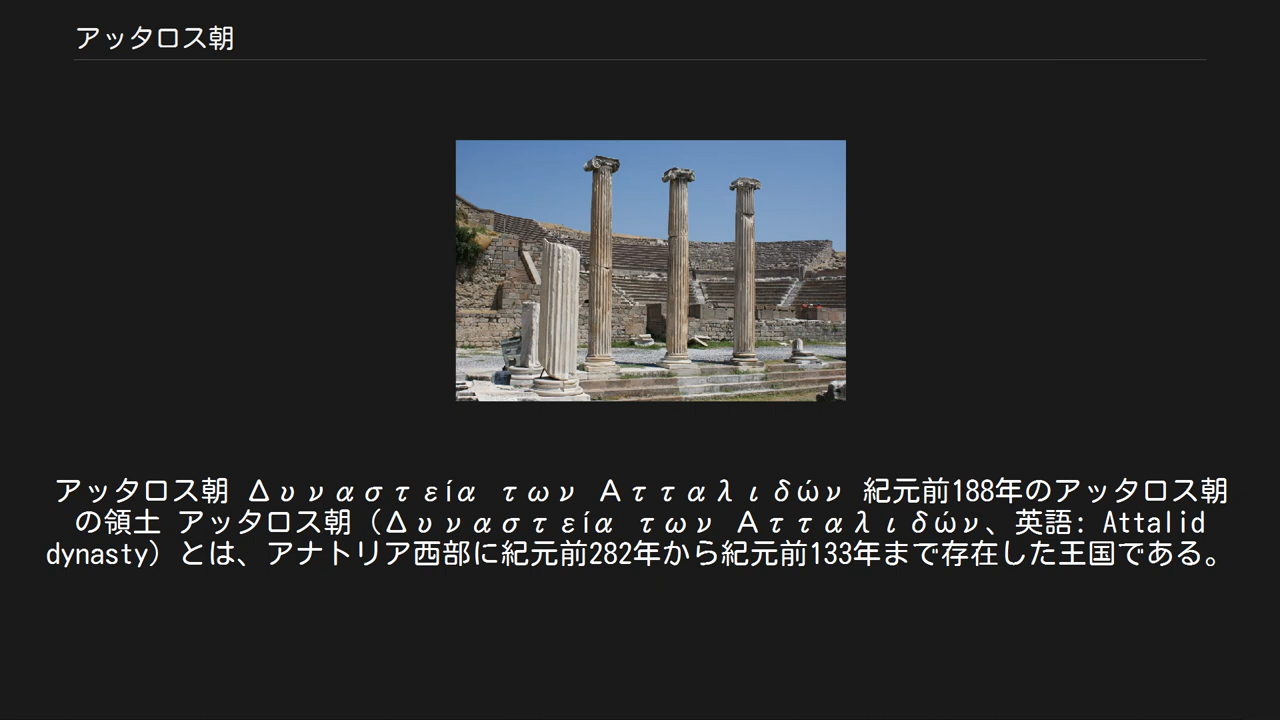 アッタロス朝
アッタロス朝 Δυναστεία των Ατταλιδών 紀元前188年のアッタロス朝
の領土 アッタロス朝（Δυναστεία των Ατταλιδών、英語: Attalid
dynasty）とは、アナトリア西部に紀元前282年から紀元前133年まで存在した王国である。